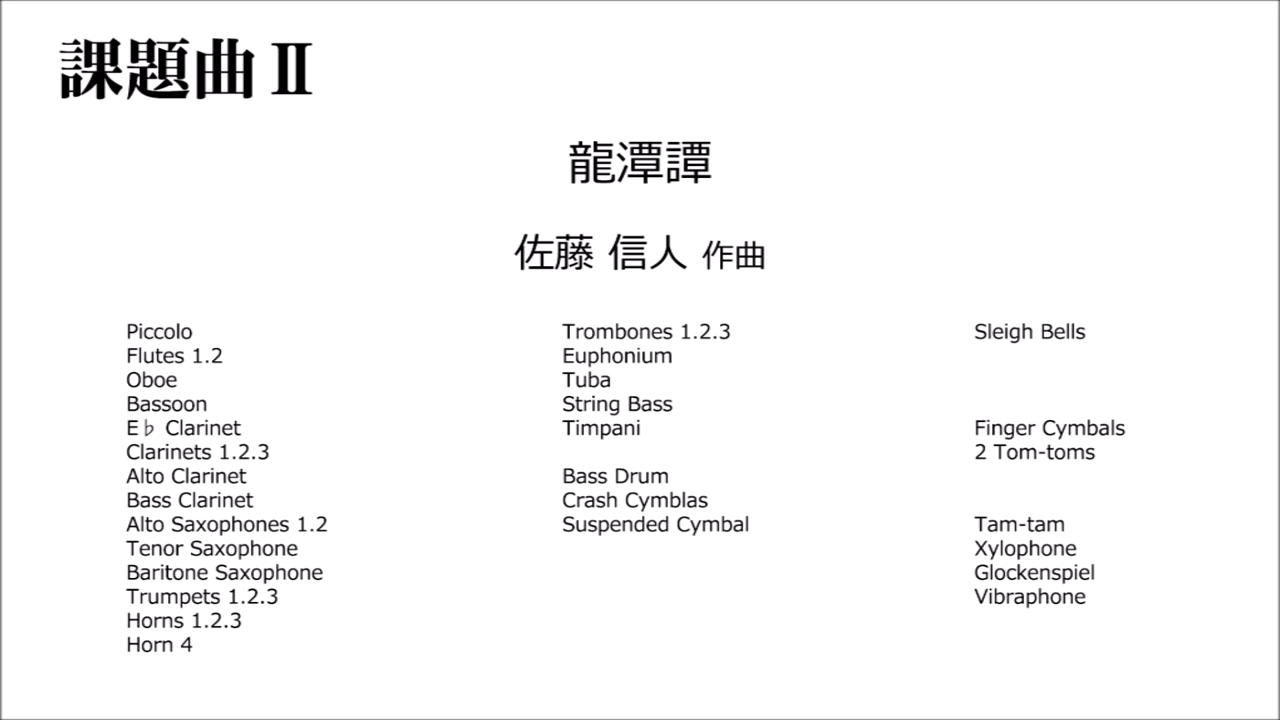 課題曲Ⅱ
龍潭譚
佐藤 信人 作曲
Piccolo
Flutes 1.2
Oboe
Bassoon
E♭ Clarinet
Clarinets 1.2.3
Alto Clarinet
Bass Clarinet
Alto Saxophones 1.2
Tenor Saxophone
Baritone Saxophone
Trumpets 1.2.3
Horns 1.2.3
Horn 4
Trombones 1.2.3
Euphonium
Tuba
String Bass
Timpani
Bass Drum
Crash Cymblas
Suspended Cymbal
Sleigh Bells
Finger Cymbals
2 Tom-toms
Tam-tam
Xylophone
Glockenspiel
Vibraphone